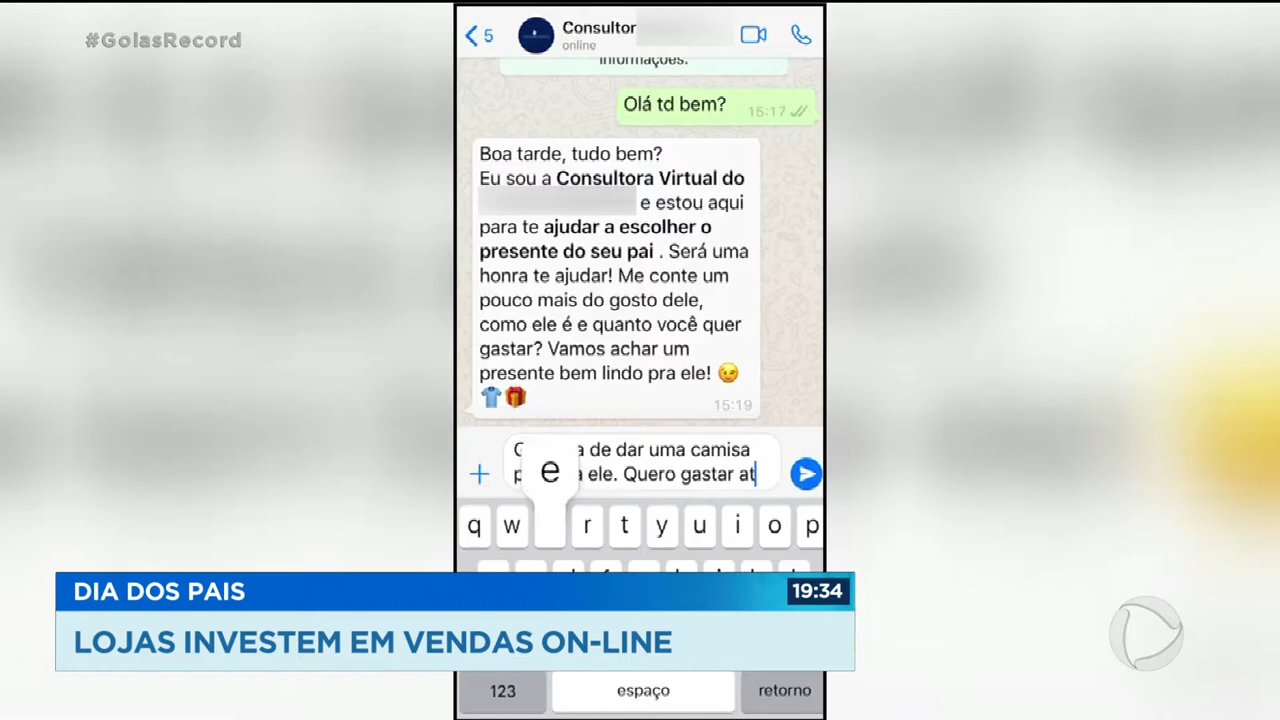 #GoIasRecord
5
Consultor
online
informações.
Olá td bem?
15:17
Boa tarde, tudo bem?
Eu sou a Consultora Virtual do
e estou aqui
para te ajudar a escolher o
presente do seu pai . Será uma
honra te ajudar! Me conte um
pouco mais do gosto dele,
como ele é e quanto você quer
gastar? Vamos achar um
presente bem lindo pra ele! 😉
👕🎁
15:19
de dar uma camisa
ele. Quero gastar at
e
q w r t y u i o p
DIA DOS PAIS
19:34
LOJAS INVESTEM EM VENDAS ON-LINE
123
espaço
retorno